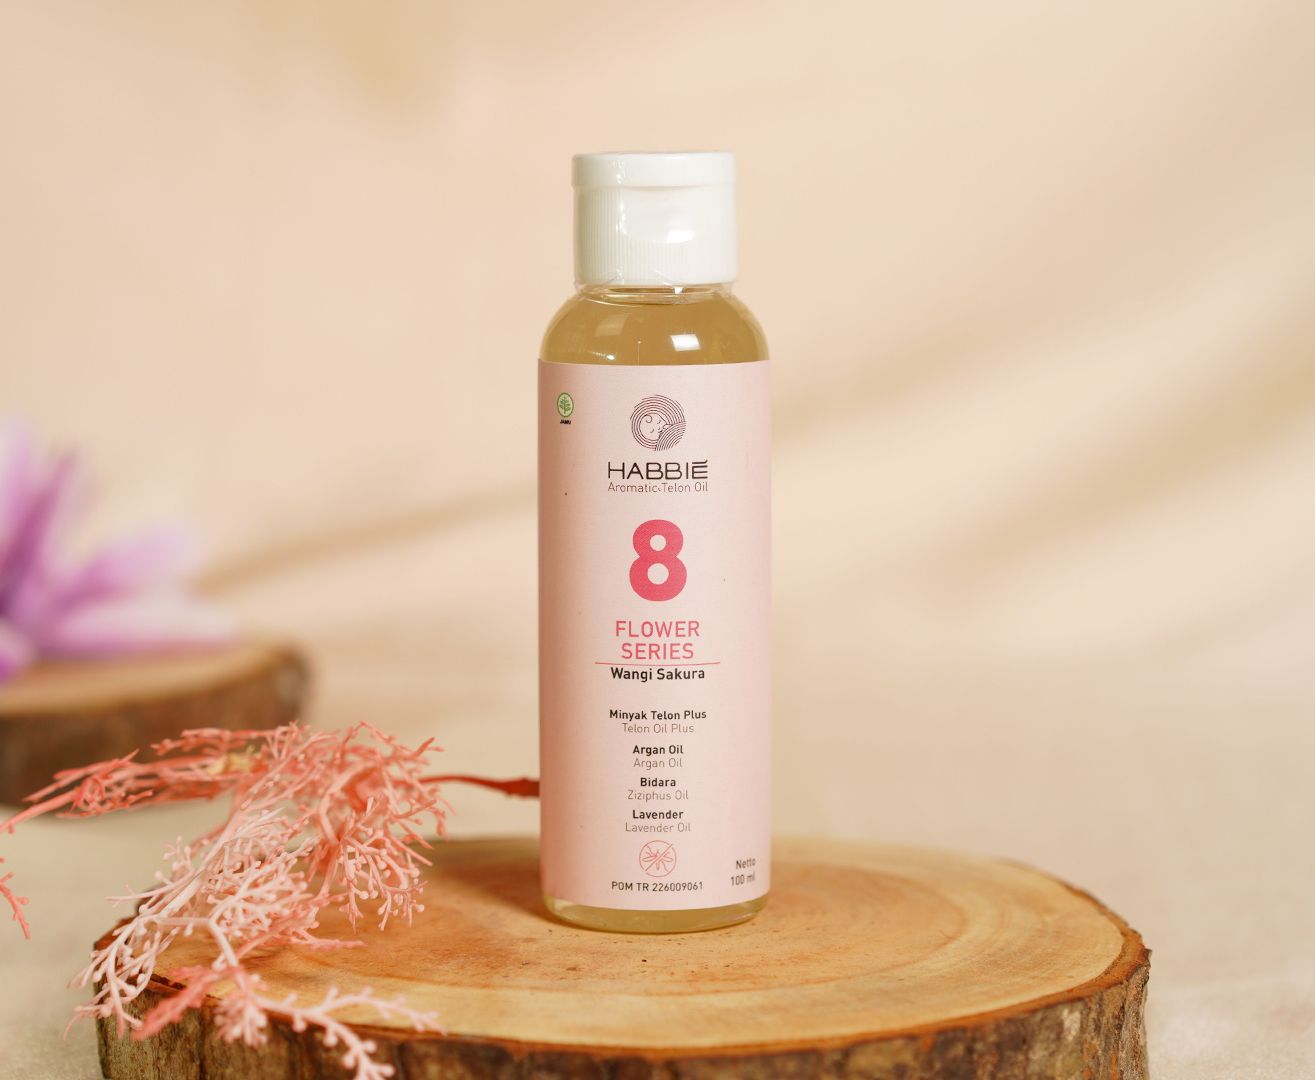 JAMU
HABBIE
Aromatic Telon Oil
8
FLOWER
SERIES
Wangi Sakura
Minyak Telon Plus
Telon Oil Plus
Argan Oil
Argan Oil
Bidara
Ziziphus Oil
Lavender
Lavender Oil
POM TR 226009061
Netto
100 ml